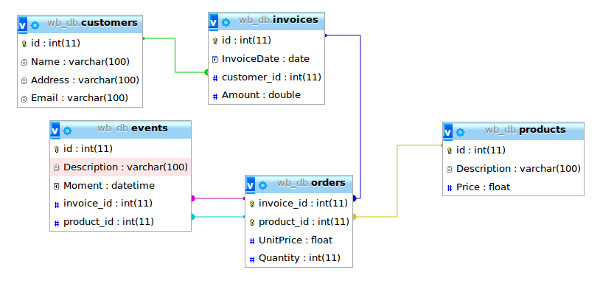 wb_db.customers
id : int(11)
Name : varchar(100)
Address : varchar(100)
Email : varchar(100)
wb_db.invoices
id : int(11)
InvoiceDate : date
customer_id : int(11)
Amount : double
wb_db.events
id : int(11)
Description : varchar(100)
Moment : datetime
invoice_id : int(11)
product_id : int(11)
wb_db.orders
invoice_id : int(11)
product_id : int(11)
UnitPrice : float
Quantity : int(11)
wb_db.products
id : int(11)
Description : varchar(100)
Price : float